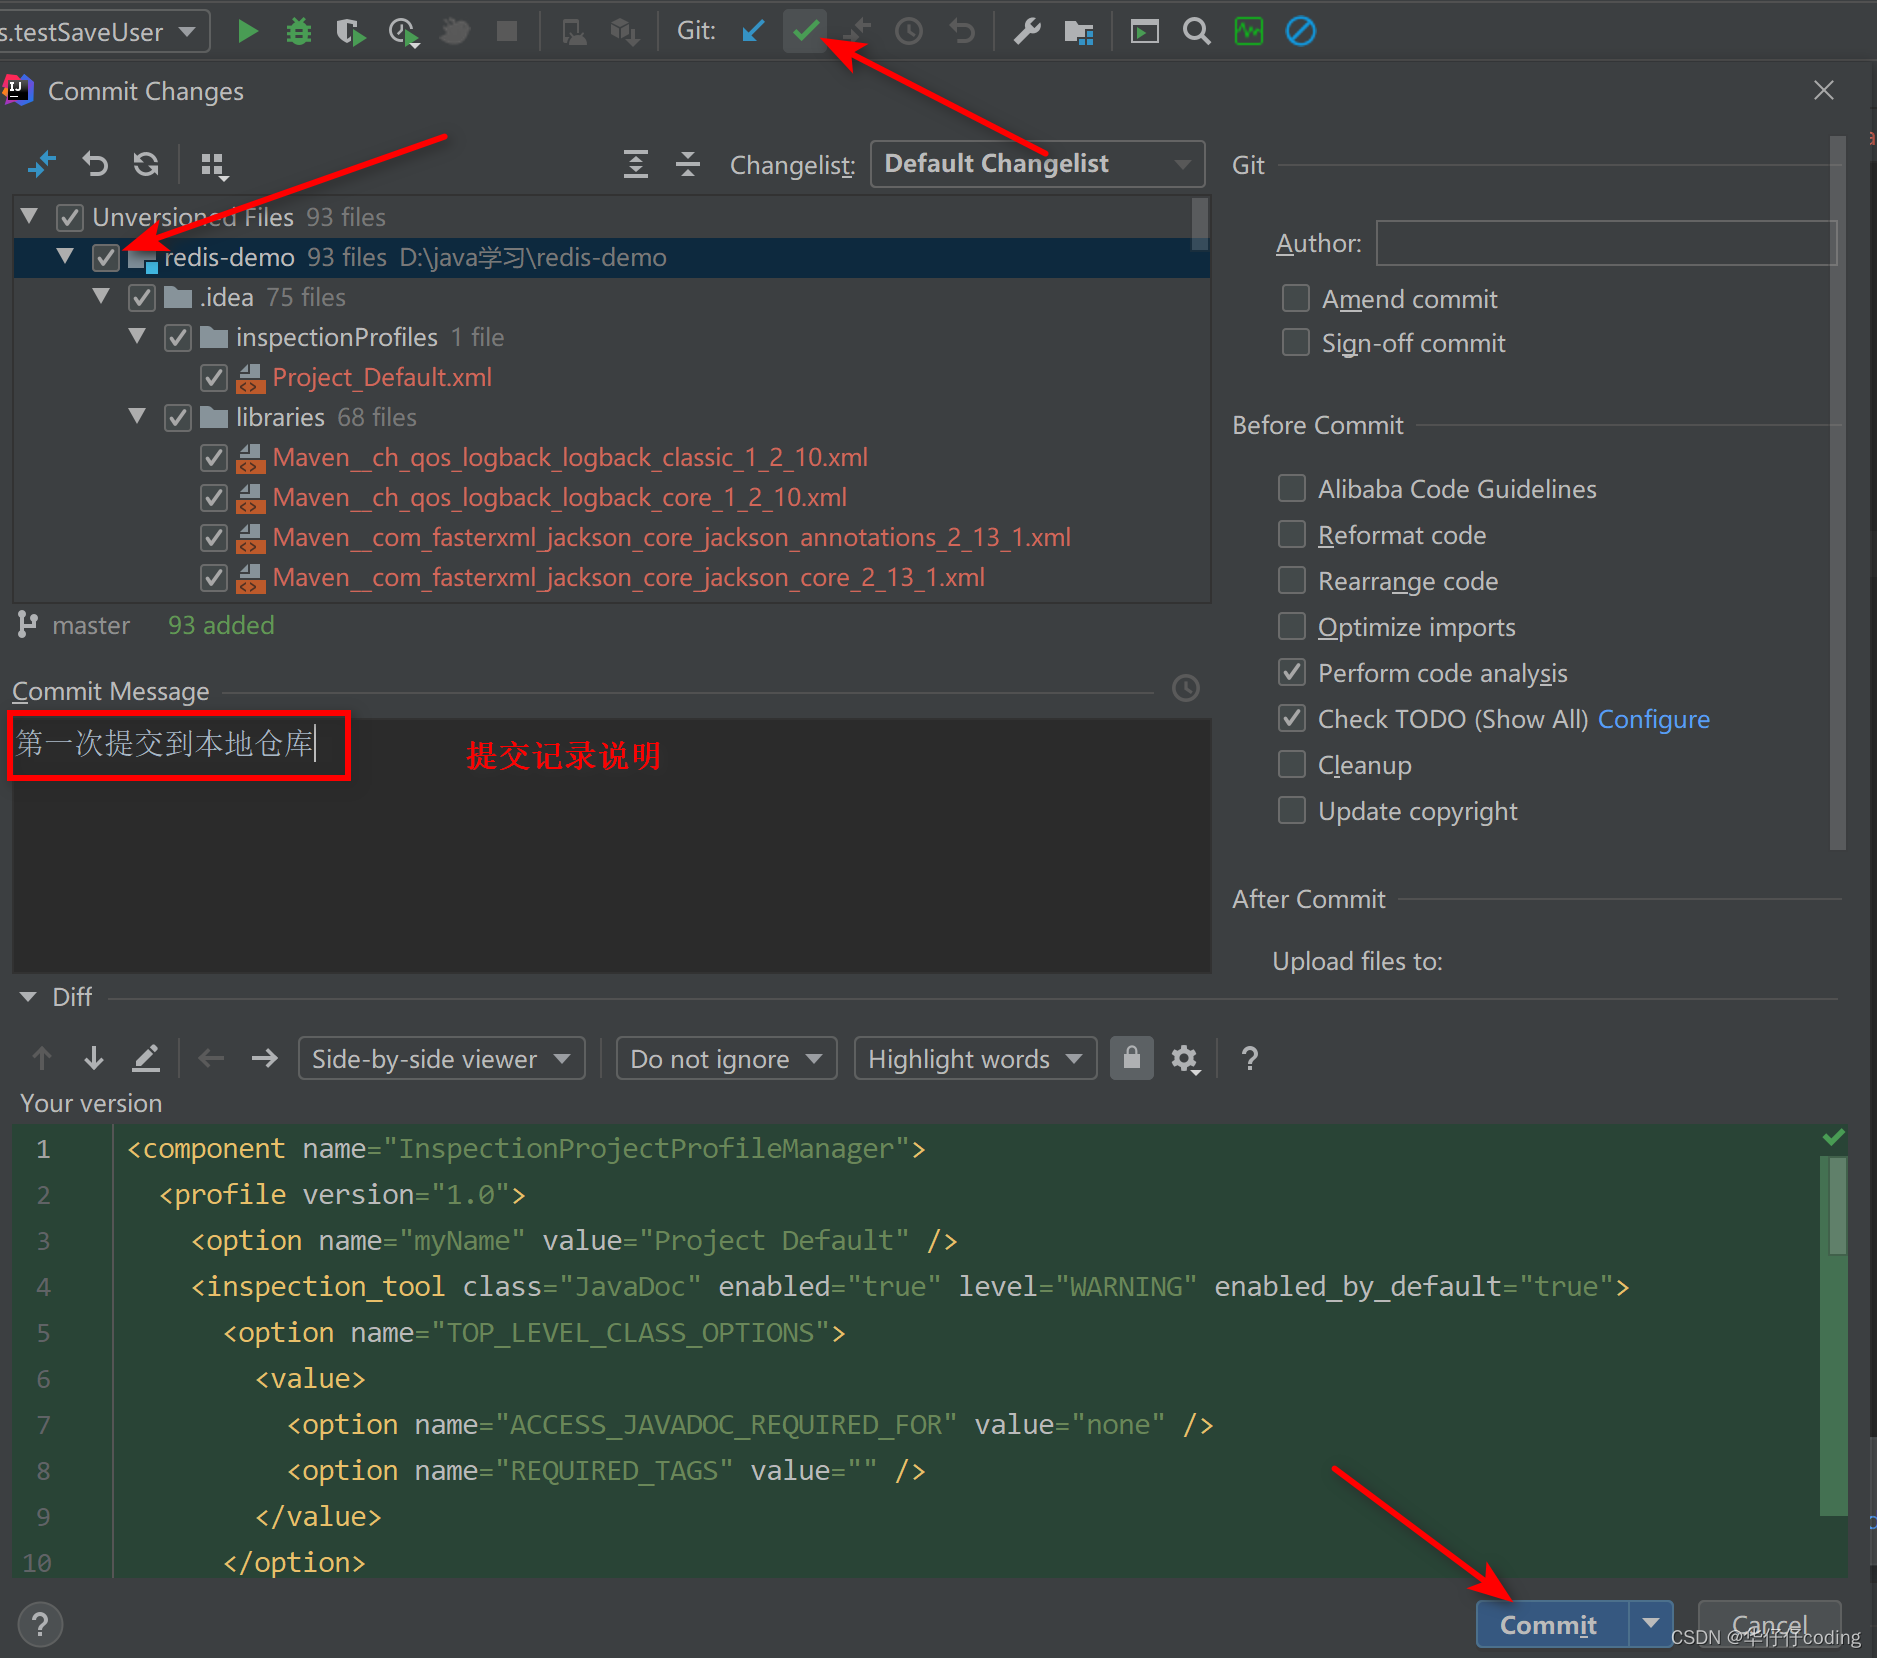 s.testSaveUser
Git:
IJ
Commit Changes
Changelist: Default Changelist
Unversioned Files 93 files
redis-demo 93 files D:\java学习\redis-demo
.idea 75 files
inspectionProfiles 1 file
Project_Default.xml
libraries 68 files
Maven__ch_qos_logback_logback_classic_1_2_10.xml
Maven__ch_qos_logback_logback_core_1_2_10.xml
Maven__com_fasterxml_jackson_core_jackson_annotations_2_13_1.xml
Maven__com_fasterxml_jackson_core_jackson_core_2_13_1.xml
master 93 added
Commit Message
第一次提交到本地仓库
提交记录说明
Git
Author:
Amend commit
Sign-off commit
Before Commit
Alibaba Code Guidelines
Reformat code
Rearrange code
Optimize imports
Perform code analysis
Check TODO (Show All) Configure
Cleanup
Update copyright
After Commit
Upload files to:
Diff
Side-by-side viewer Do not ignore Highlight words ?
Your version
1 <component name="InspectionProjectProfileManager">
2 <profile version="1.0">
3 <option name="myName" value="Project Default" />
4 <inspection_tool class="JavaDoc" enabled="true" level="WARNING" enabled_by_default="true">
5 <option name="TOP_LEVEL_CLASS_OPTIONS">
6 <value>
7 <option name="ACCESS_JAVADOC_REQUIRED_FOR" value="none" />
8 <option name="REQUIRED_TAGS" value="" />
9 </value>
10 </option>
? Commit Cancel
CSDN @华仔仔coding